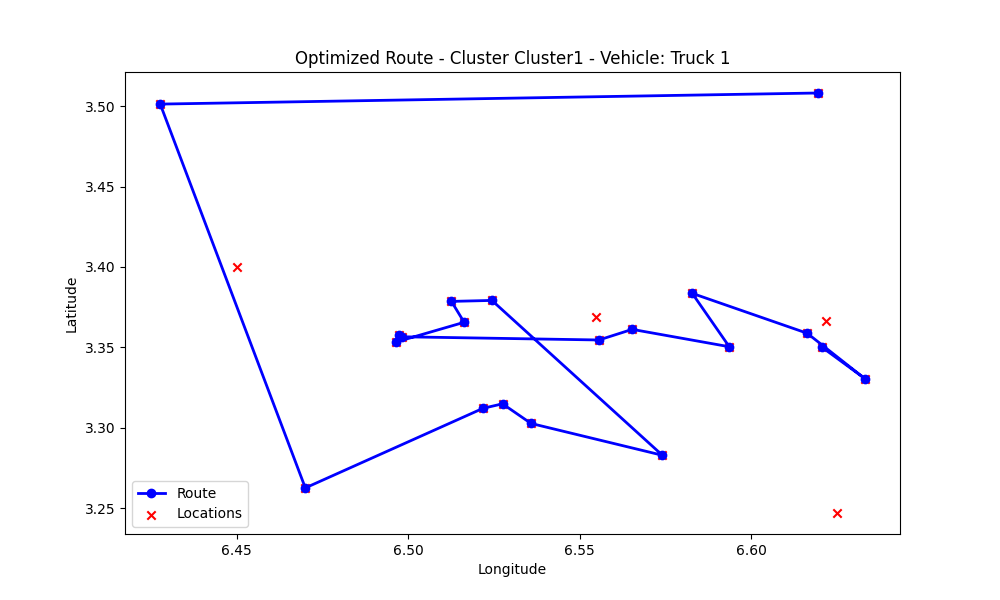 Optimized Route - Cluster Cluster1 - Vehicle: Truck 1
3.50
3.45
3.40
3.35
3.30
3.25
Latitude
Route
Locations
6.45
6.50
6.55
6.60
Longitude